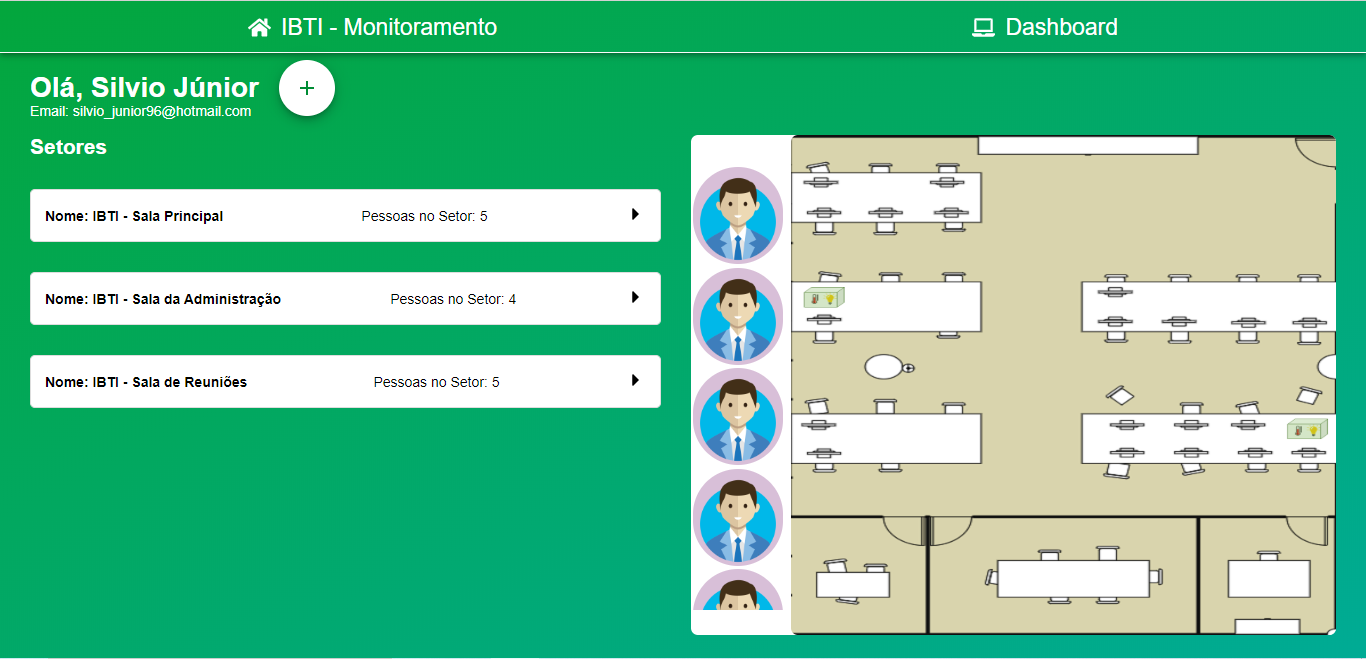 IBTI - Monitoramento
Dashboard
Olá, Silvio Júnior
+
Email: silvio_junior96@hotmail.com
Setores
Nome: IBTI - Sala Principal Pessoas no Setor: 5
Nome: IBTI - Sala da Administração Pessoas no Setor: 4
Nome: IBTI - Sala de Reuniões Pessoas no Setor: 5